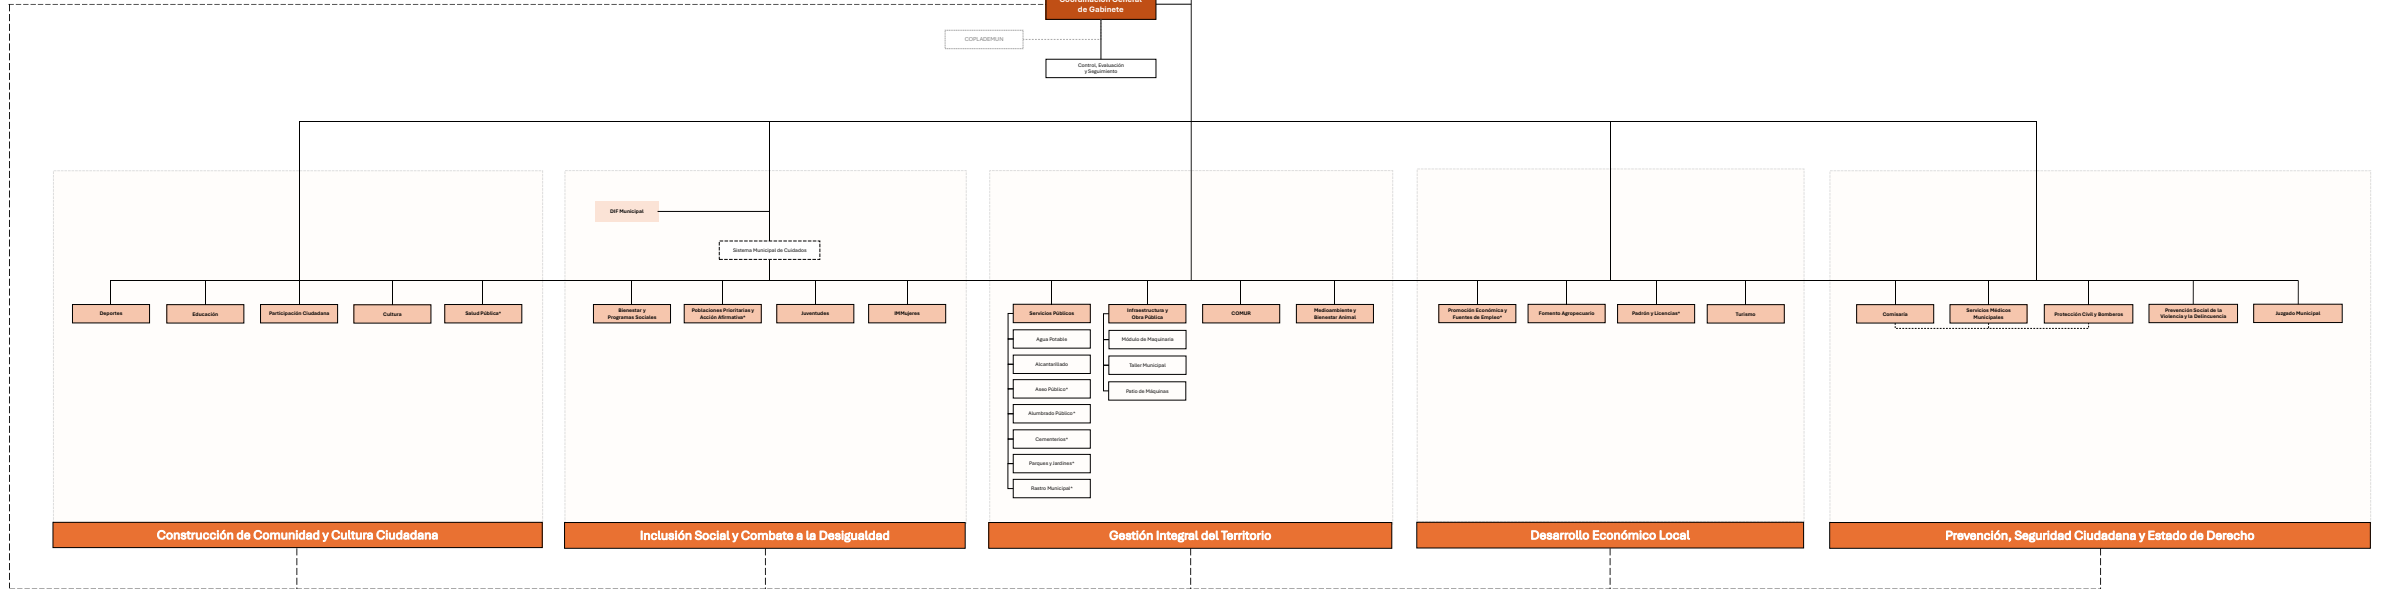 Coordinación General
de Gabinete
COPLADEMUN
Control, Evaluación
y Seguimiento
DIF Municipal
Sistema Municipal de Cuidados
Deportes
Educación
Participación Ciudadana
Cultura
Salud Pública*
Bienestar y
Programas Sociales
Poblaciones Prioritarias y
Acción Afirmativa*
Juventudes
IMMujeres
Servicios Públicos
Agua Potable
Alcantarillado
Aseo Público*
Alumbrado Público*
Cementerios*
Parques y Jardines*
Rastro Municipal*
Infraestructura y
Obra Pública
Módulo de Maquinaria
Taller Municipal
Patio de Máquinas
COMUR
Medioambiente y
Bienestar Animal
Promoción Económica y
Fuentes de Empleo*
Fomento Agropecuario
Padrón y Licencias*
Turismo
Comisaría
Servicios Médicos
Municipales
Protección Civil y Bomberos
Prevención Social de la
Violencia y la Delincuencia
Juzgado Municipal
Construcción de Comunidad y Cultura Ciudadana
Inclusión Social y Combate a la Desigualdad
Gestión Integral del Territorio
Desarrollo Económico Local
Prevención, Seguridad Ciudadana y Estado de Derecho